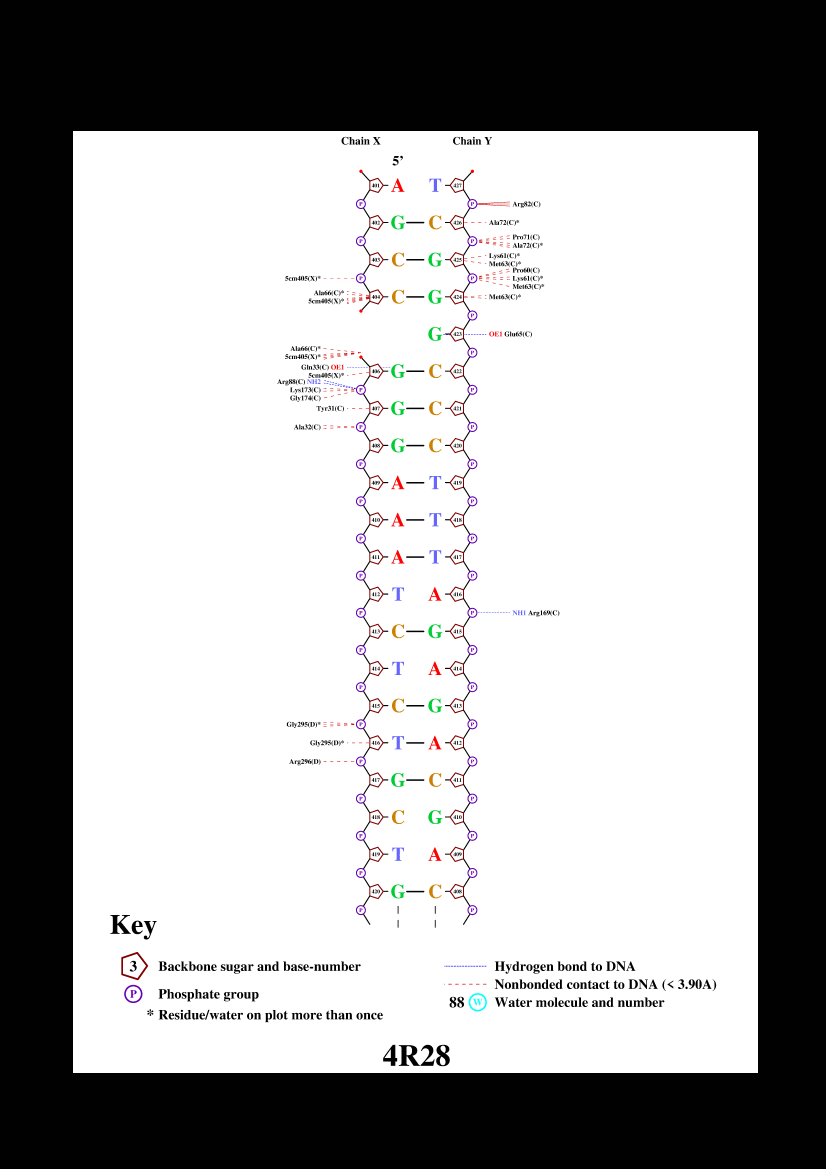 Chain X Chain Y
5'
401 A T 427
P P Arg82(C)
402 G C 426 Ala72(C)*
Pro71(C)
P P Ala72(C)*
Lys61(C)*
403 C G 425
Met63(C)*
Pro60(C)
5cm405(X)* P P Lys61(C)*
Met63(C)*
Ala66(C)*
404 C G 424 Met63(C)*
5cm405(X)*
P
G 423 OE1 Glu65(C)
Ala66(C)*
P
5cm405(X)*
Gln33(C) OE1
406 G C 422
5cm405(X)*
Arg88(C) NH2
Lys173(C) P P
Gly174(C)
Tyr31(C) 407 G C 421
Ala32(C) P P
408 G C 420
P P
409 A T 419
P P
410 A T 418
P P
411 A T 417
P P
412 T A 416
P P NH1 Arg169(C)
413 C G 415
P P
414 T A 414
P P
415 C G 413
Gly295(D)* P P
Gly295(D)* 416 T A 412
Arg296(D) P P
417 G C 411
P P
418 C G 410
P P
419 T A 409
P P
420 G C 408
P P
Key
3 Backbone sugar and base-number
Hydrogen bond to DNA
Nonbonded contact to DNA (< 3.90A)
P Phosphate group
88 W Water molecule and number
* Residue/water on plot more than once
4R28